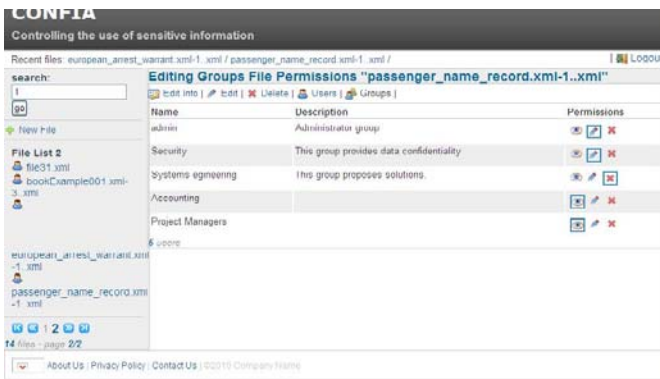 CONFIA
Controlling the use of sensitive information
Recent files: european_arrest_warrant.xml-1..xml / passenger_name_record.xml-1..xml /
| Logou
search:
1
go
New File
File List 2
file31.xml
bookExample001.xml-
3..xml
european_arrest_warrant.xml
-1..xml
passenger_name_record.xml
-1..xml
1 2
14 files - page 2/2
Editing Groups File Permissions "passenger_name_record.xml-1..xml"
Edit info | Edit | Delete | Users | Groups |
Name Description Permissions
admin Administrator group
Security This group provides data confidentiality
Systems egineering This group proposes solutions.
Accounting
Project Managers
users
About Us | Privacy Policy | Contact Us | ©2010 Company Name